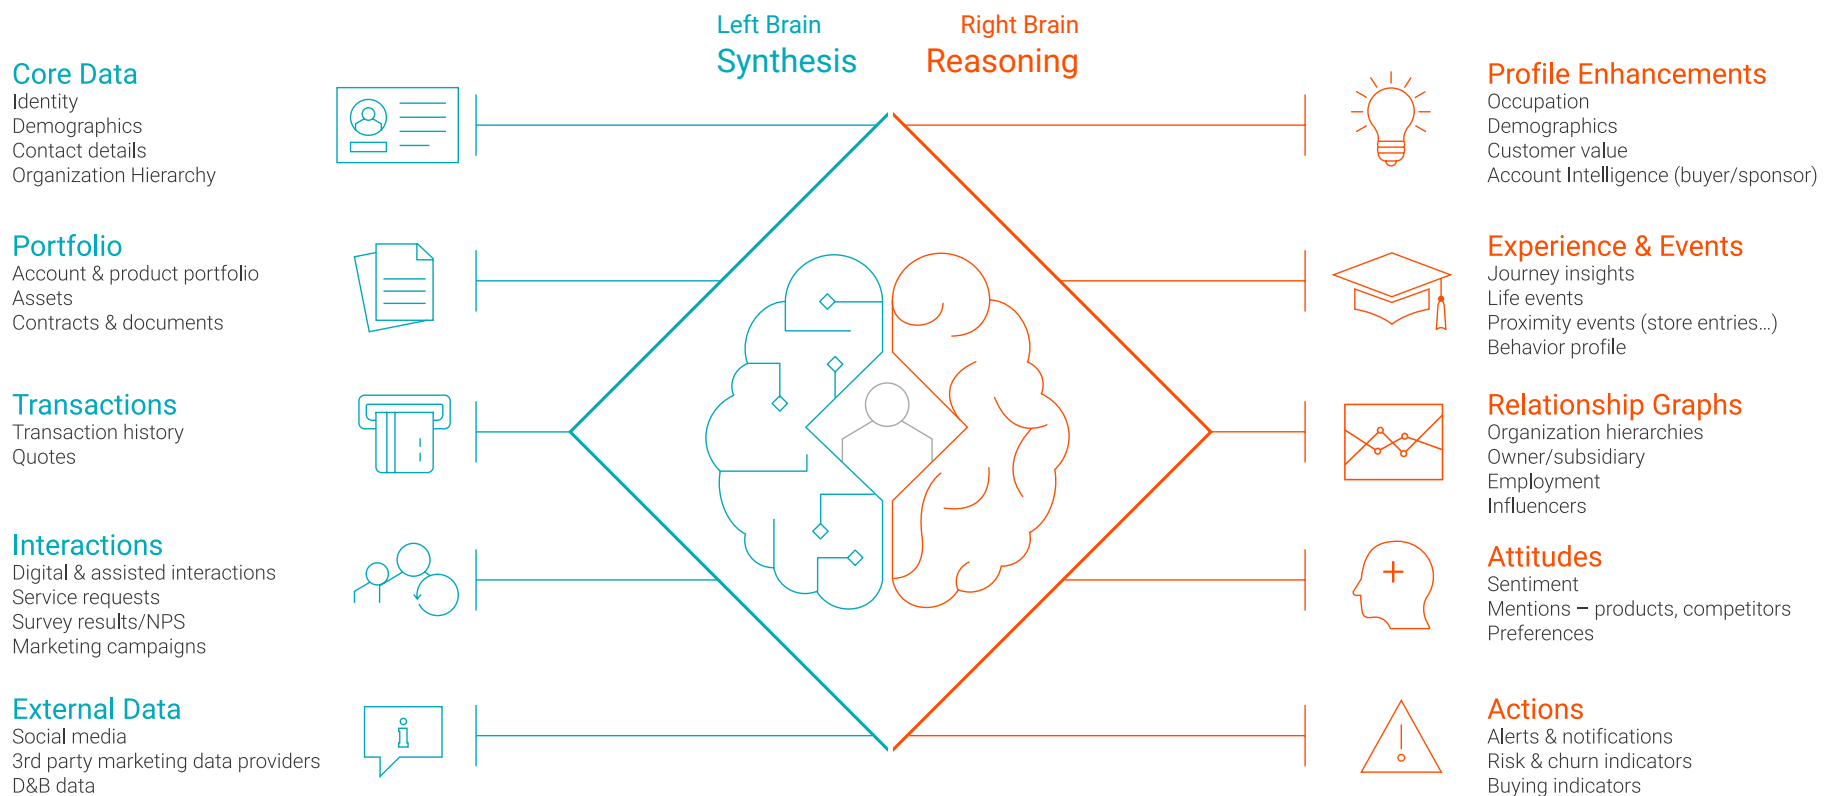 Left Brain
Synthesis
Right Brain
Reasoning
Core Data
Identity
Demographics
Contact details
Organization Hierarchy
Portfolio
Account & product portfolio
Assets
Contracts & documents
Transactions
Transaction history
Quotes
Interactions
Digital & assisted interactions
Service requests
Survey results/NPS
Marketing campaigns
External Data
Social media
3rd party marketing data providers
D&B data
Profile Enhancements
Occupation
Demographics
Customer value
Account Intelligence (buyer/sponsor)
Experience & Events
Journey insights
Life events
Proximity events (store entries...)
Behavior profile
Relationship Graphs
Organization hierarchies
Owner/subsidiary
Employment
Influencers
Attitudes
Sentiment
Mentions – products, competitors
Preferences
Actions
Alerts & notifications
Risk & churn indicators
Buying indicators